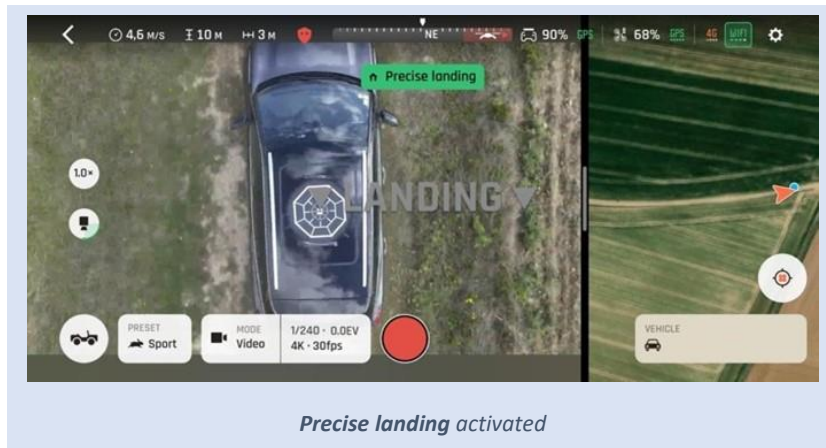 4,6 M/S 10 M 3 M NE 90% GPS 68% GPS 4G WIFI
Precise landing
1.0×
LANDING
PRESET
Sport
MODE
Video
1/240 · 0.0EV
4K · 30fps
VEHICLE
Precise landing activated